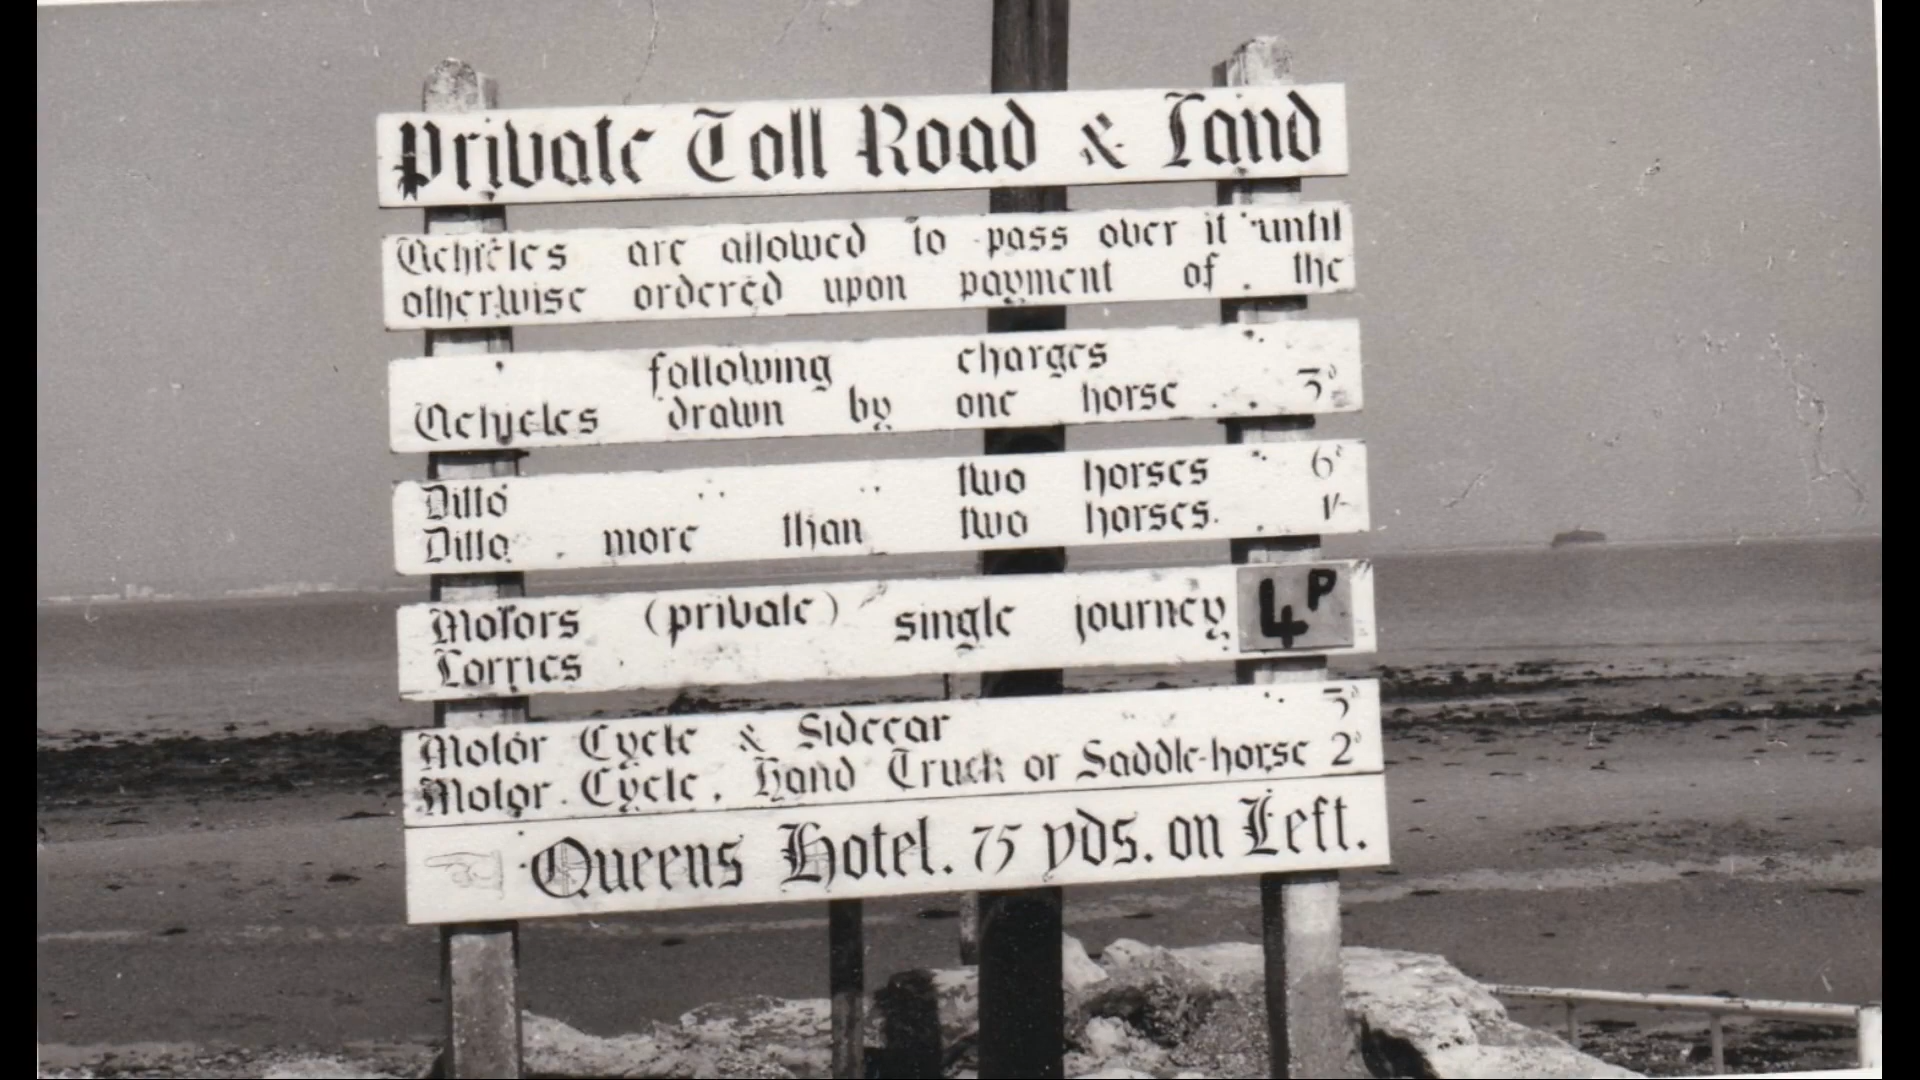 Private Toll Road & Land
Vehicles are allowed to pass over it until
otherwise ordered upon payment of the
following charges
Vehicles drawn by one horse 3d
Ditto " " two horses 6d
Ditto more than two horses 1/-
Motors (private) single journey 4P
Lorries
Motor Cycle & Sidecar 3d
Motor Cycle, Hand Truck or Saddle-horse 2d
Queens Hotel. 75 yds. on Left.